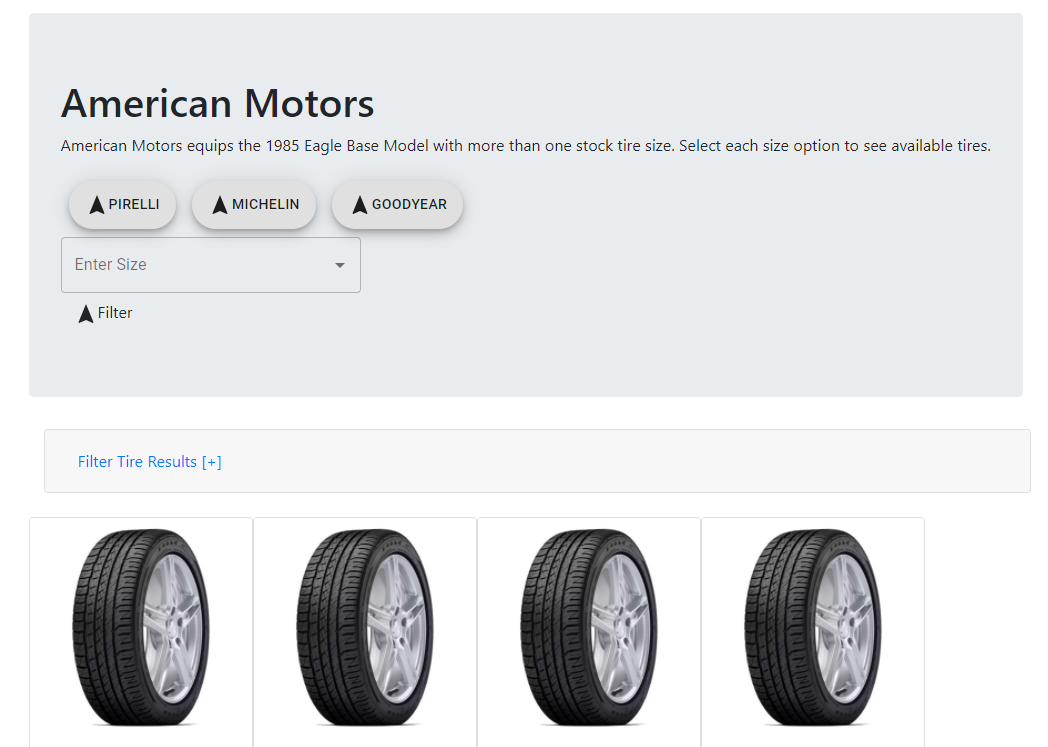 American Motors
American Motors equips the 1985 Eagle Base Model with more than one stock tire size. Select each size option to see available tires.
PIRELLI MICHELIN GOODYEAR
Enter Size
Filter
Filter Tire Results [+]